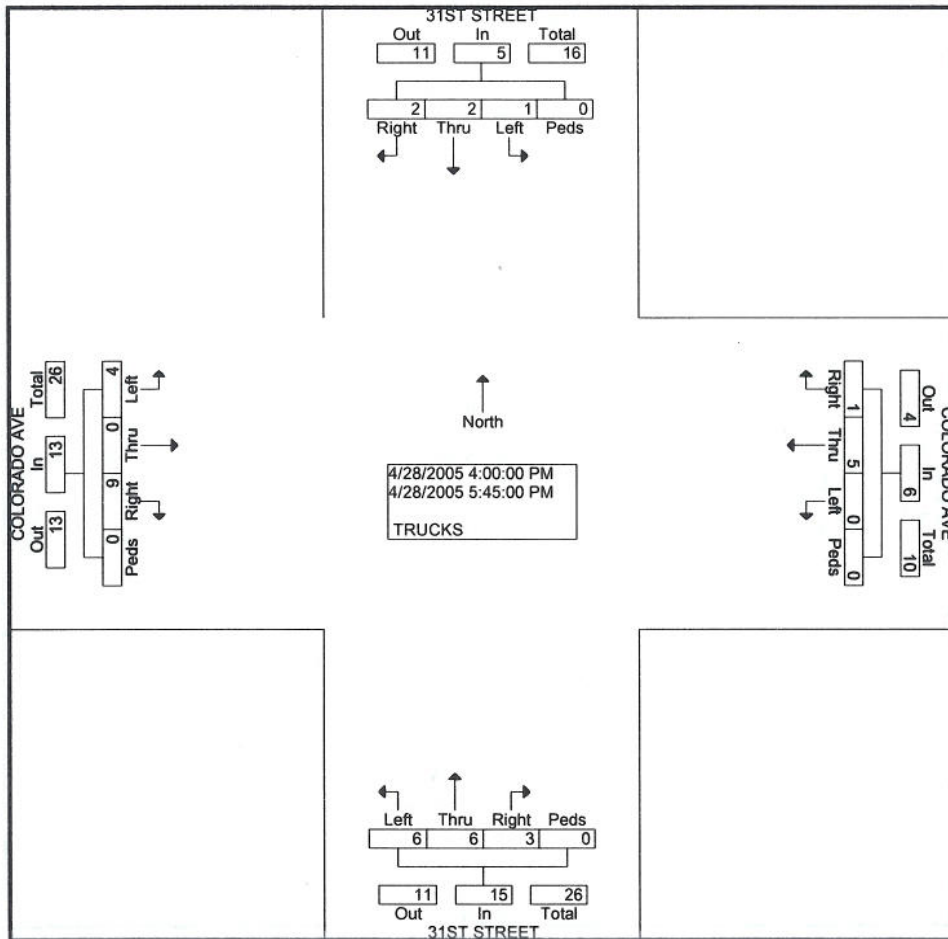 31ST STREET
Out In Total
11 5 16
2 2 1 0
Right Thru Left Peds
COLORADO AVE
Total In Out
26 13 13
4 0 9 0
Left Thru Right Peds
North
4/28/2005 4:00:00 PM
4/28/2005 5:45:00 PM
TRUCKS
Right Thru Left Peds
1 5 0 0
Out In Total
4 6 10
COLORADO AVE
Left Thru Right Peds
6 6 3 0
11 15 26
Out In Total
31ST STREET